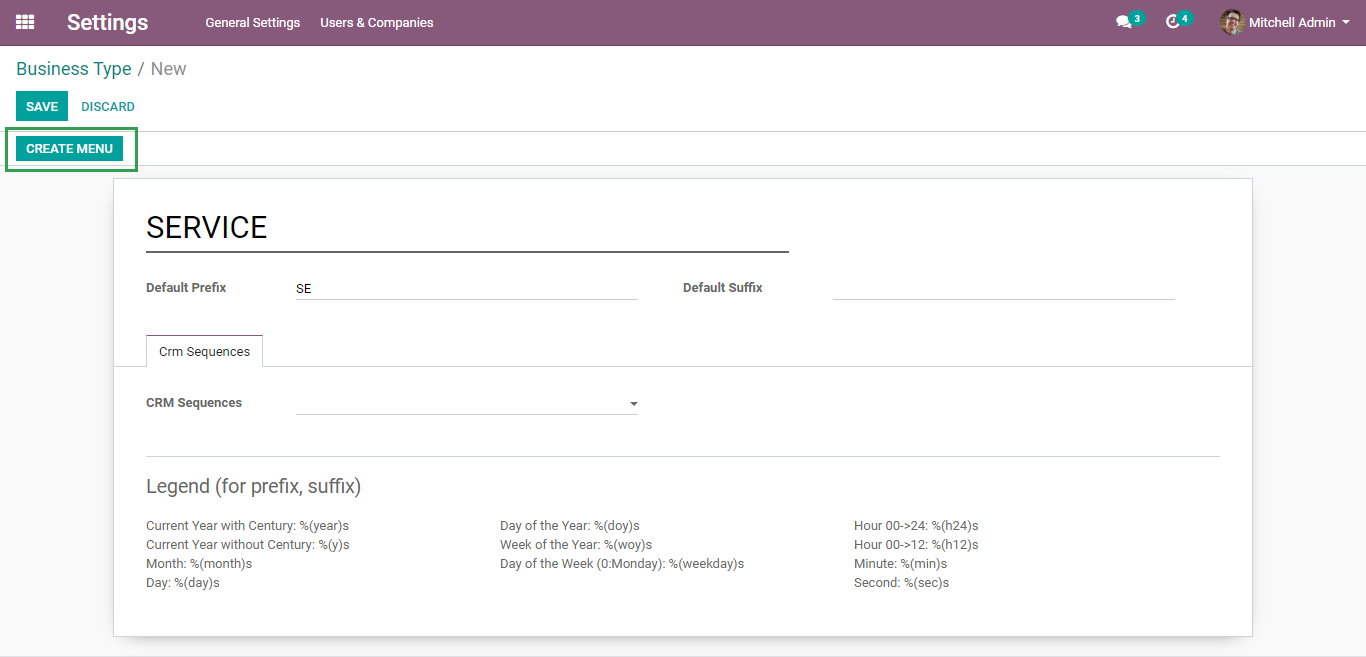 Settings General Settings Users & Companies 3 4 Mitchell Admin
Business Type / New
SAVE DISCARD
CREATE MENU
SERVICE
Default Prefix SE Default Suffix
Crm Sequences
CRM Sequences
Legend (for prefix, suffix)
Current Year with Century: %(year)s Day of the Year: %(doy)s Hour 00->24: %(h24)s
Current Year without Century: %(y)s Week of the Year: %(woy)s Hour 00->12: %(h12)s
Month: %(month)s Day of the Week (0:Monday): %(weekday)s Minute: %(min)s
Day: %(day)s Second: %(sec)s